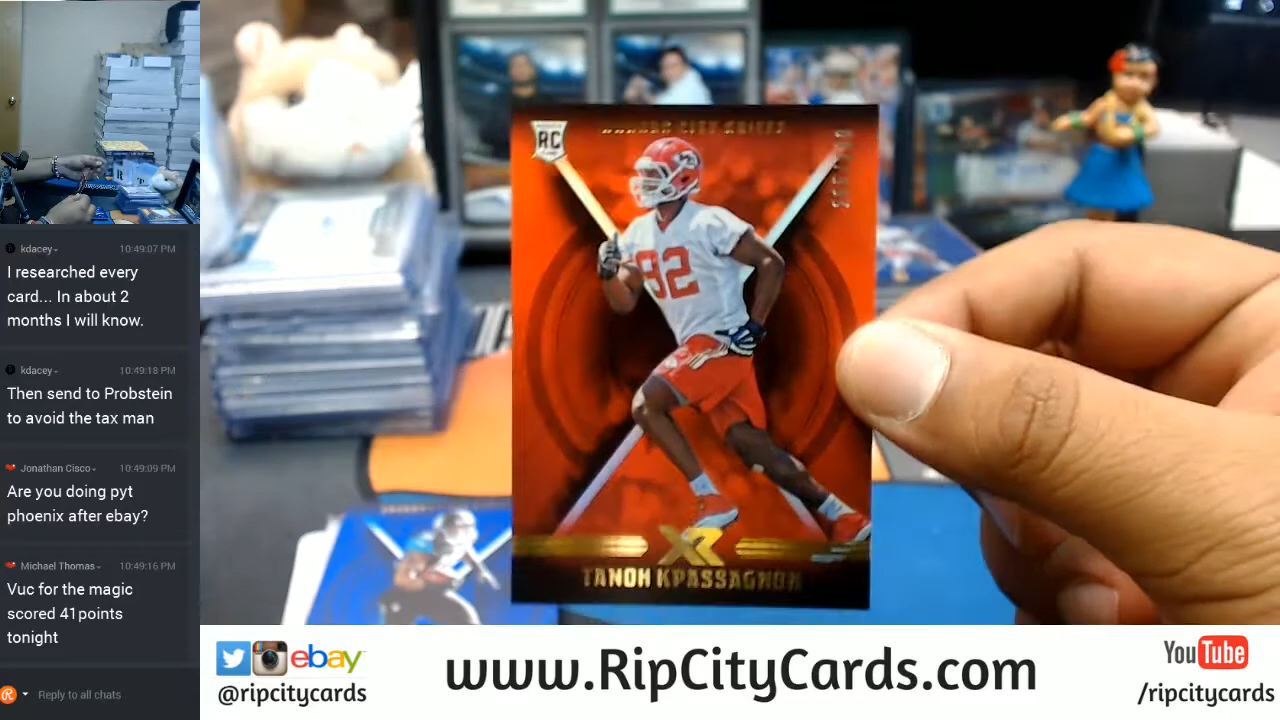 kdacey
10:49:07 PM
I researched every
card... In about 2
months I will know.
kdacey
10:49:18 PM
Then send to Probstein
to avoid the tax man
Jonathan Cisco
10:49:09 PM
Are you doing pyt
phoenix after ebay?
Michael Thomas
10:49:16 PM
Vuc for the magic
scored 41points
tonight
Reply to all chats
RC
KANSAS CITY CHIEFS
92
XR
TANOH KPASSAGNON
ebay
@ripcitycards
www.RipCityCards.com
YouTube
/ripcitycards